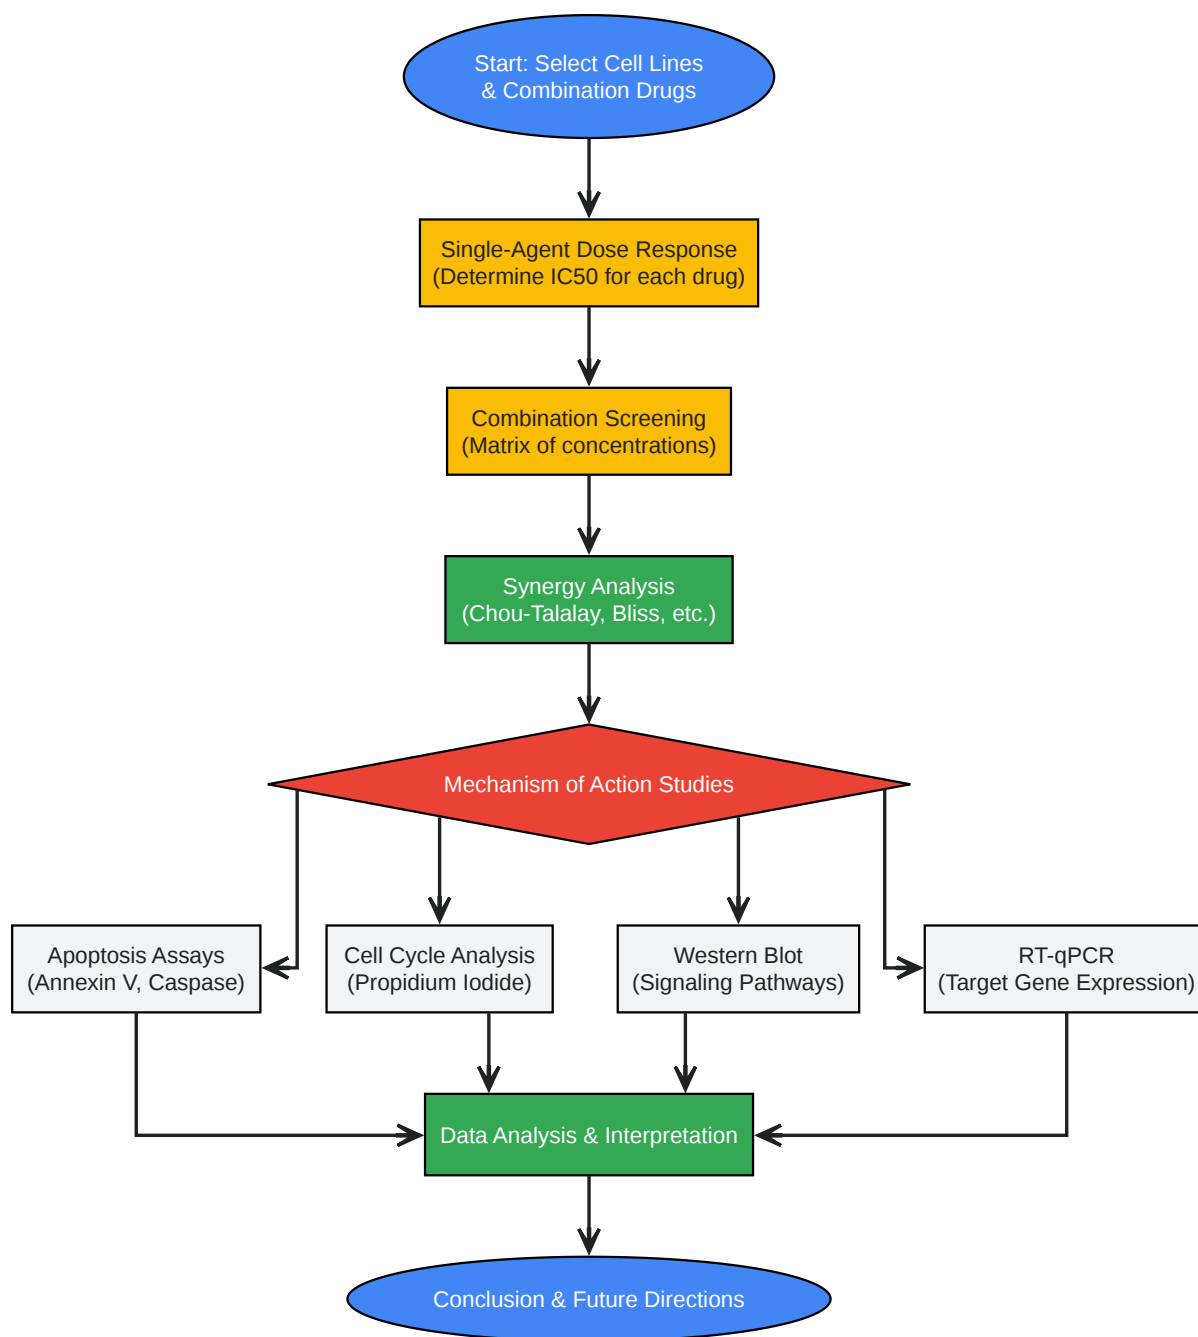 Start: Select Cell Lines
& Combination Drugs
Single-Agent Dose Response
(Determine IC50 for each drug)
Combination Screening
(Matrix of concentrations)
Synergy Analysis
(Chou-Talalay, Bliss, etc.)
Mechanism of Action Studies
Apoptosis Assays
(Annexin V, Caspase)
Cell Cycle Analysis
(Propidium Iodide)
Western Blot
(Signaling Pathways)
RT-qPCR
(Target Gene Expression)
Data Analysis & Interpretation
Conclusion & Future Directions